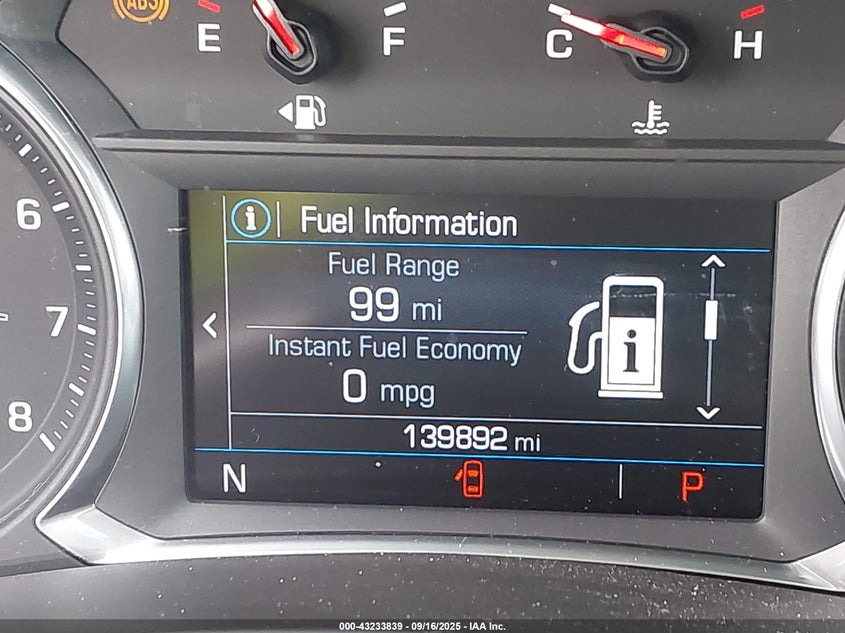 ABS
E F C H
6
7
8
i Fuel Information
Fuel Range
99 mi
i
Instant Fuel Economy
0 mpg
139892 mi
N P
000-43233839 - 09/16/2025 - IAA Inc.